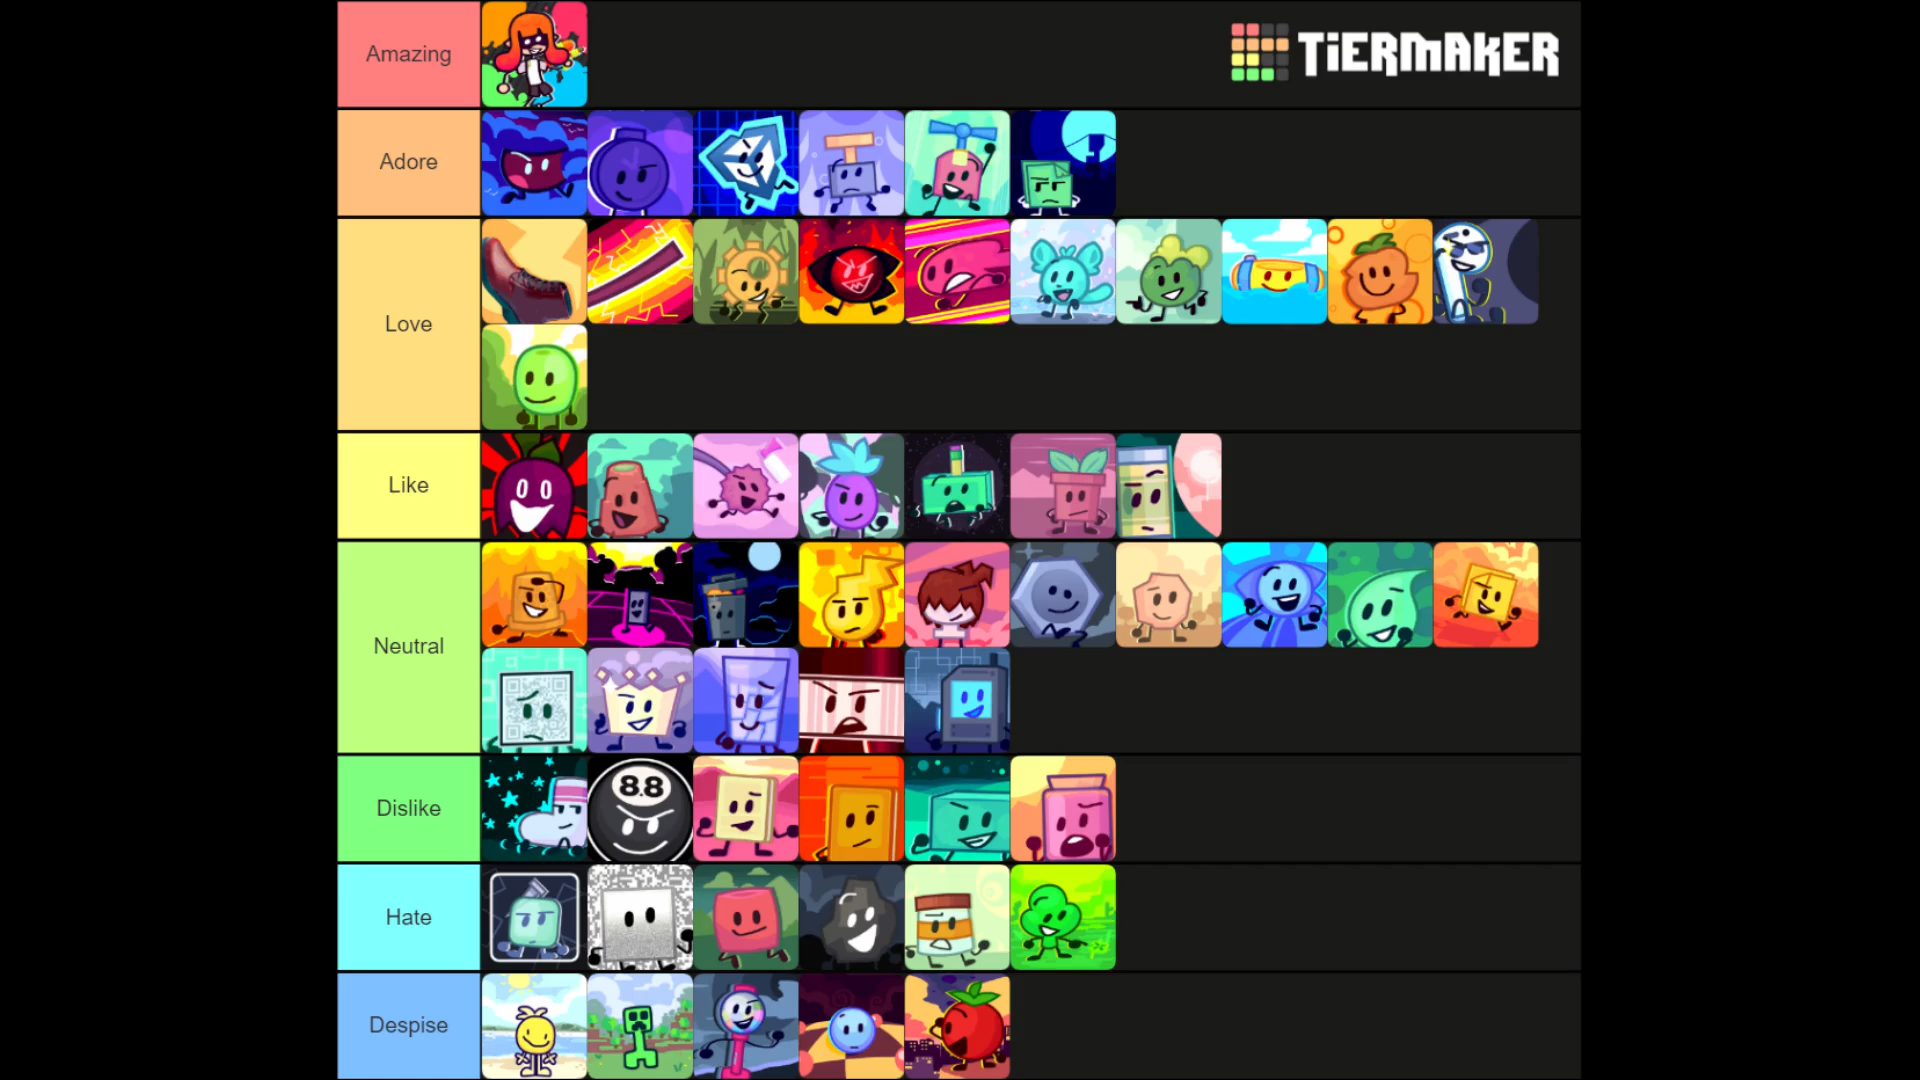 Amazing
TiERMAKER
Adore
Love
Like
Neutral
Dislike
8.8
Hate
Despise